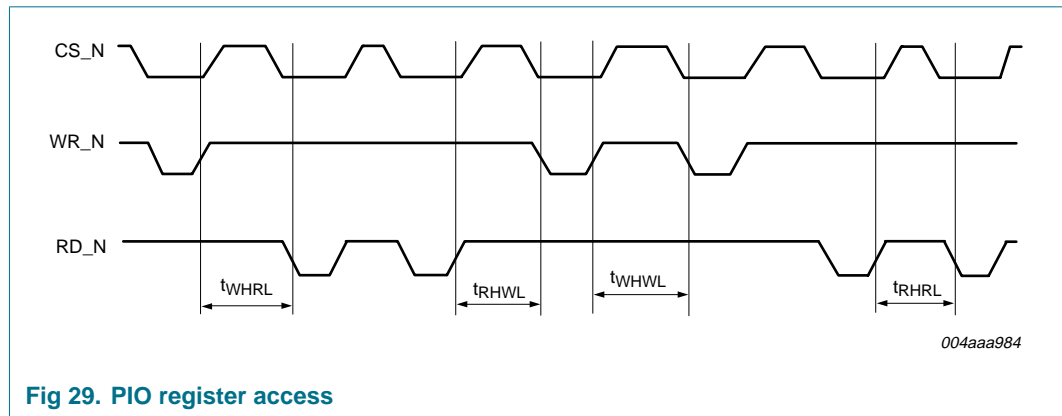 CS_N
WR_N
RD_N
tWHRL
tRHWL
tWHWL
tRHRL
004aaa984
Fig 29. PIO register access